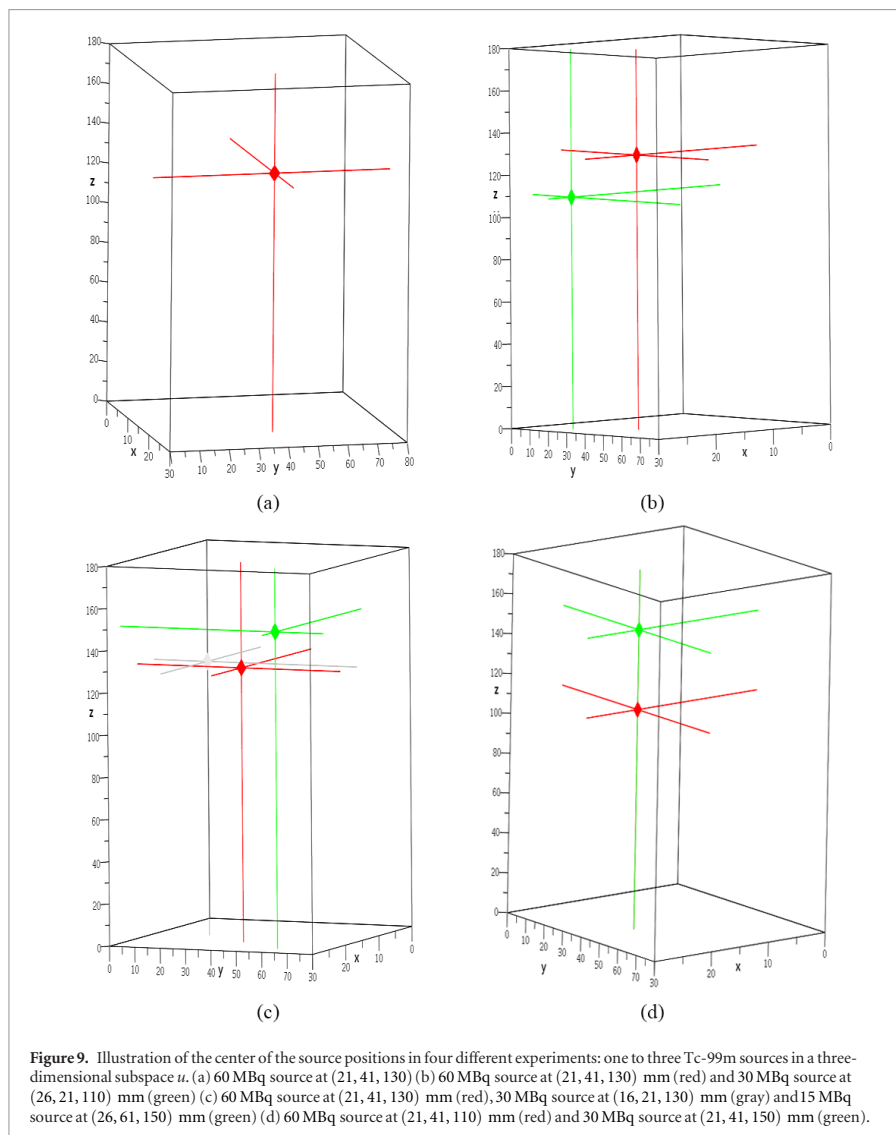 180
160
140
120
z
100
80
60
40
20
0
0
10
x
20
30
10 20 30 y 40 50 60 70 80
(a)
180
160
140
120
z
100
80
60
40
20
0
0 10 20 30 40 50 60 70 30
y
20 x 10 0
(b)
180
160
140
120
z
100
80
60
40
20
0
0 10 20 30 40 y 50 60 70 30
20 x 10 0
(c)
180
160
140
120
z
100
80
60
40
20
0
0 10 20 30 40 50 60 70 30
y
20 x 10 0
(d)
Figure 9. Illustration of the center of the source positions in four different experiments: one to three Tc-99m sources in a three-
dimensional subspace u. (a) 60 MBq source at (21, 41, 130) (b) 60 MBq source at (21, 41, 130) mm (red) and 30 MBq source at
(26, 21, 110) mm (green) (c) 60 MBq source at (21, 41, 130) mm (red), 30 MBq source at (16, 21, 130) mm (gray) and 15 MBq
source at (26, 61, 150) mm (green) (d) 60 MBq source at (21, 41, 110) mm (red) and 30 MBq source at (21, 41, 150) mm (green).